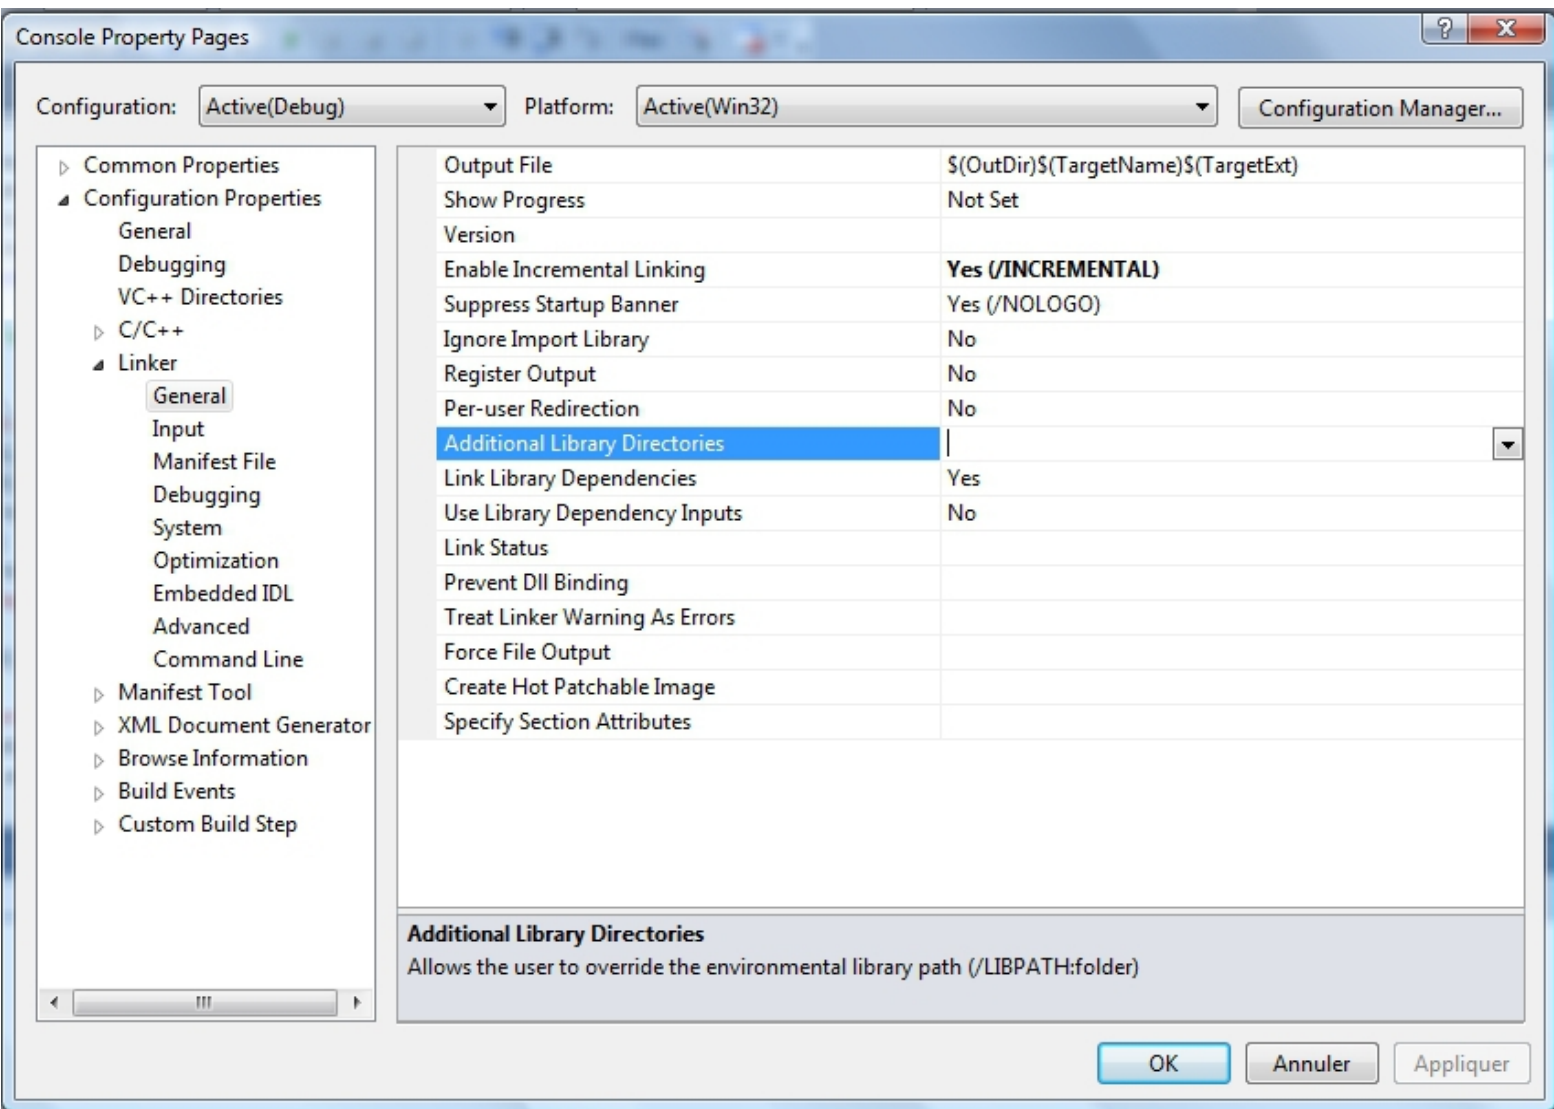 Console Property Pages
Configuration: Active(Debug) Platform: Active(Win32) Configuration Manager...
Common Properties
Configuration Properties
General
Debugging
VC++ Directories
C/C++
Linker
General
Input
Manifest File
Debugging
System
Optimization
Embedded IDL
Advanced
Command Line
Manifest Tool
XML Document Generator
Browse Information
Build Events
Custom Build Step
Output File $(OutDir)$(TargetName)$(TargetExt)
Show Progress Not Set
Version
Enable Incremental Linking Yes (/INCREMENTAL)
Suppress Startup Banner Yes (/NOLOGO)
Ignore Import Library No
Register Output No
Per-user Redirection No
Additional Library Directories
Link Library Dependencies Yes
Use Library Dependency Inputs No
Link Status
Prevent Dll Binding
Treat Linker Warning As Errors
Force File Output
Create Hot Patchable Image
Specify Section Attributes
Additional Library Directories
Allows the user to override the environmental library path (/LIBPATH:folder)
OK Annuler Appliquer